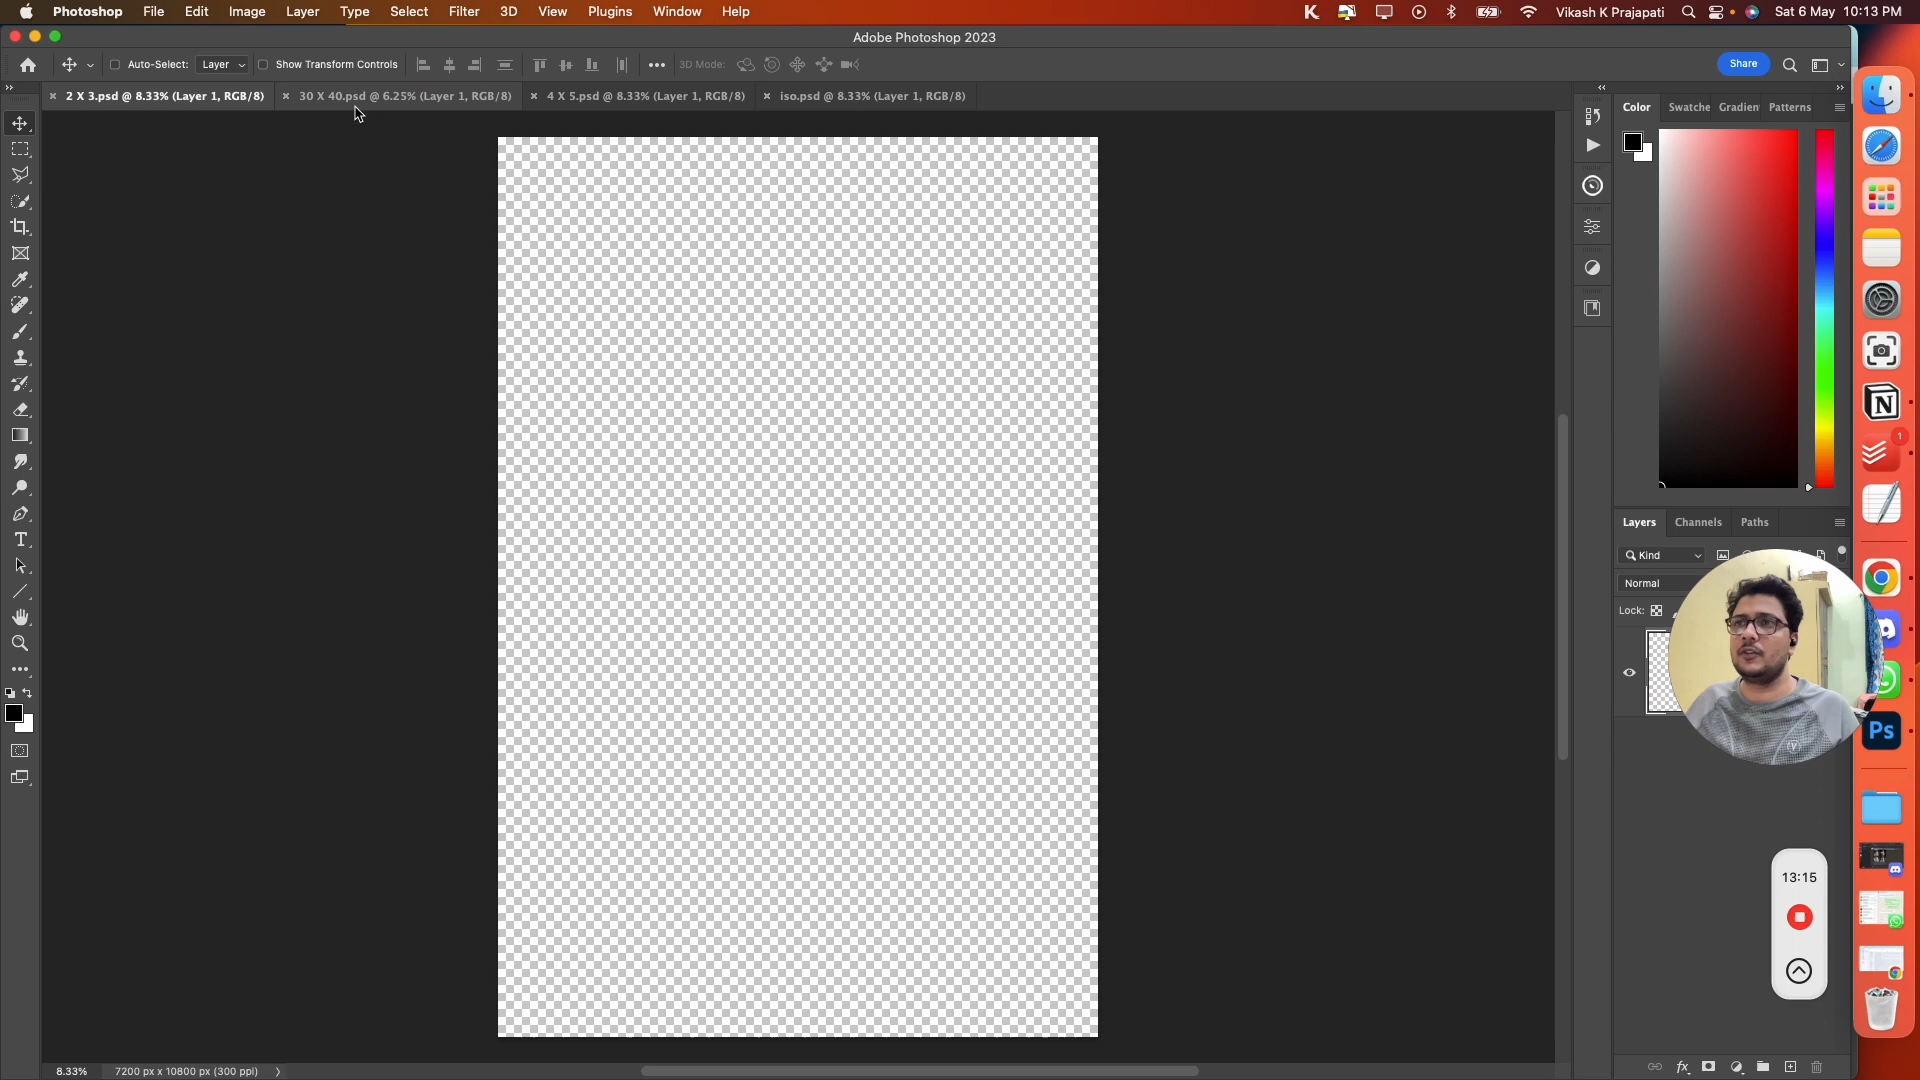 Photoshop File Edit Image Layer Type Select Filter 3D View Plugins Window Help Vikash K Prajapati Sat 6 May 10:13 PM
Adobe Photoshop 2023
Auto-Select: Layer Show Transform Controls 3D Mode: Share
2 X 3.psd @ 8.33% (Layer 1, RGB/8) 30 X 40.psd @ 6.25% (Layer 1, RGB/8) 4 X 5.psd @ 8.33% (Layer 1, RGB/8) iso.psd @ 8.33% (Layer 1, RGB/8)
Color Swatche Gradien Patterns
Layers Channels Paths
Kind
Normal
Lock:
1
Ps
13:15
8.33% 7200 px x 10800 px (300 ppi)